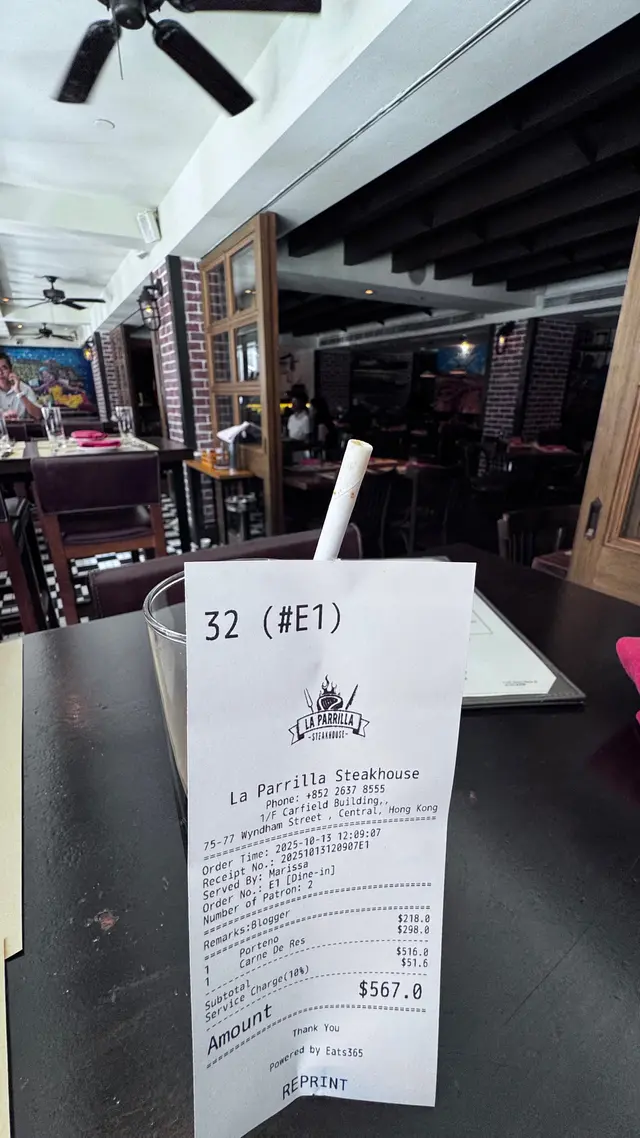 32 (#E1)
LA PARRILLA
-STEAKHOUSE-
La Parrilla Steakhouse
Phone: +852 2637 8555
1/F Carfield Building,,
75-77 Wyndham Street , Central, Hong Kong
Order Time: 2025-10-13 12:09:07
Receipt No.: 20251013120907E1
Served By: Marissa
Order No.: E1 [Dine-in]
Number of Patron: 2
Remarks:Blogger
1 Porteno $218.0
1 Carne De Res $298.0
Subtotal $516.0
Service Charge(10%) $51.6
Amount $567.0
Thank You
Powered by Eats365
REPRINT